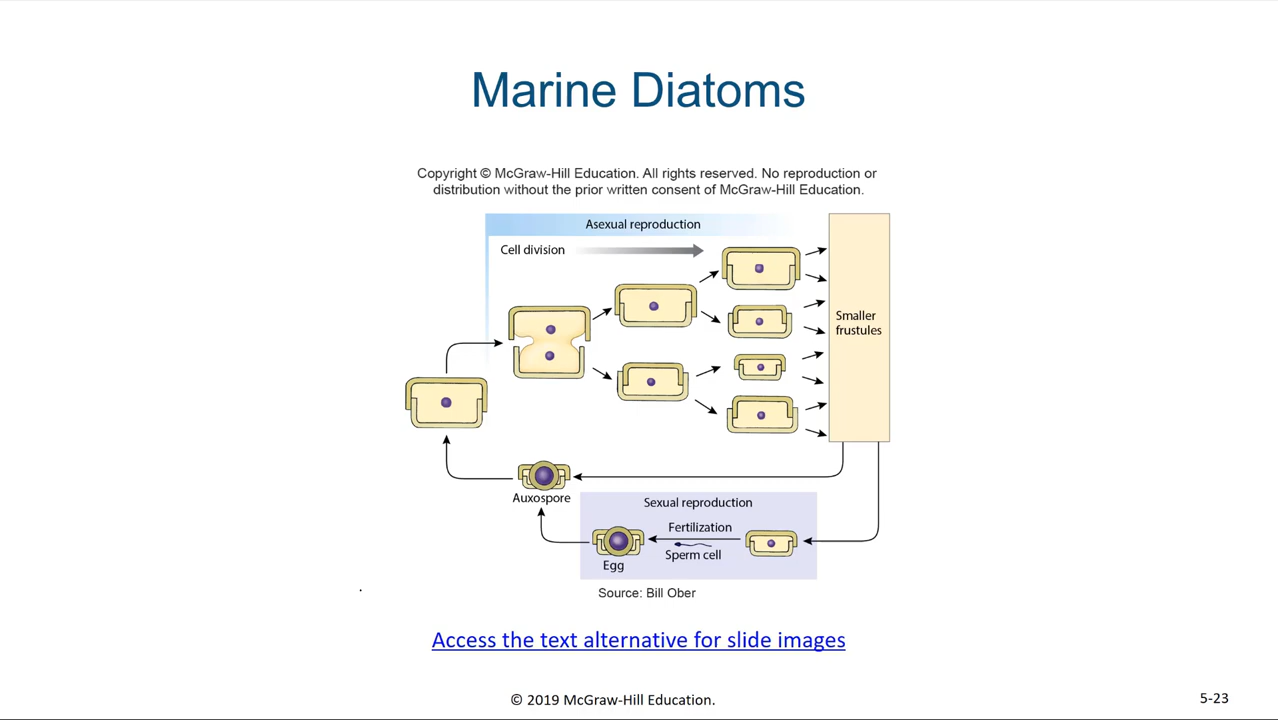 Marine Diatoms
Copyright © McGraw-Hill Education. All rights reserved. No reproduction or
distribution without the prior written consent of McGraw-Hill Education.
Asexual reproduction
Cell division
Smaller
frustules
Auxospore
Sexual reproduction
Fertilization
Sperm cell
Egg
Source: Bill Ober
Access the text alternative for slide images
© 2019 McGraw-Hill Education.
5-23